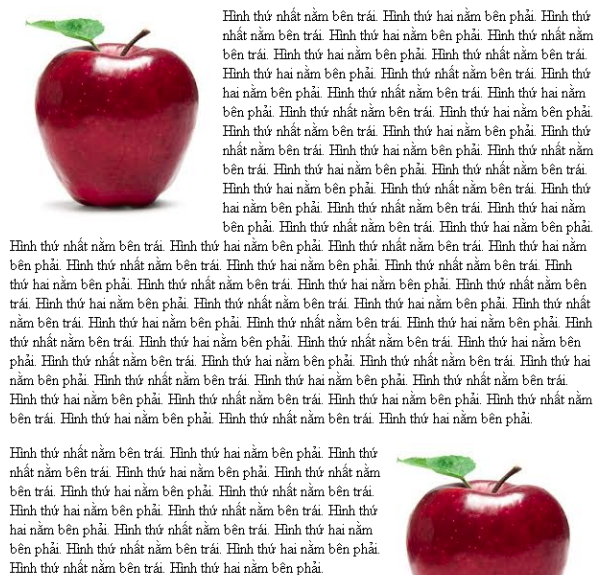 Hình thứ nhất nằm bên trái. Hình thứ hai nằm bên phải. Hình thứ
nhất nằm bên trái. Hình thứ hai nằm bên phải. Hình thứ nhất nằm
bên trái. Hình thứ hai nằm bên phải. Hình thứ nhất nằm bên trái.
Hình thứ hai nằm bên phải. Hình thứ nhất nằm bên trái. Hình thứ
hai nằm bên phải. Hình thứ nhất nằm bên trái. Hình thứ hai nằm
bên phải. Hình thứ nhất nằm bên trái. Hình thứ hai nằm bên phải.
Hình thứ nhất nằm bên trái. Hình thứ hai nằm bên phải. Hình thứ
nhất nằm bên trái. Hình thứ hai nằm bên phải. Hình thứ nhất nằm
bên trái. Hình thứ hai nằm bên phải. Hình thứ nhất nằm bên trái.
Hình thứ hai nằm bên phải. Hình thứ nhất nằm bên trái. Hình thứ
hai nằm bên phải. Hình thứ nhất nằm bên trái. Hình thứ hai nằm
bên phải. Hình thứ nhất nằm bên trái. Hình thứ hai nằm bên phải.
Hình thứ nhất nằm bên trái. Hình thứ hai nằm bên phải. Hình thứ nhất nằm bên trái. Hình thứ hai nằm
bên phải. Hình thứ nhất nằm bên trái. Hình thứ hai nằm bên phải. Hình thứ nhất nằm bên trái. Hình
thứ hai nằm bên phải. Hình thứ nhất nằm bên trái. Hình thứ hai nằm bên phải. Hình thứ nhất nằm bên
trái. Hình thứ hai nằm bên phải. Hình thứ nhất nằm bên trái. Hình thứ hai nằm bên phải. Hình thứ nhất
nằm bên trái. Hình thứ hai nằm bên phải. Hình thứ nhất nằm bên trái. Hình thứ hai nằm bên phải. Hình
thứ nhất nằm bên trái. Hình thứ hai nằm bên phải. Hình thứ nhất nằm bên trái. Hình thứ hai nằm bên
phải. Hình thứ nhất nằm bên trái. Hình thứ hai nằm bên phải. Hình thứ nhất nằm bên trái. Hình thứ hai
nằm bên phải. Hình thứ nhất nằm bên trái. Hình thứ hai nằm bên phải. Hình thứ nhất nằm bên trái.
Hình thứ hai nằm bên phải. Hình thứ nhất nằm bên trái. Hình thứ hai nằm bên phải. Hình thứ nhất nằm
bên trái. Hình thứ hai nằm bên phải. Hình thứ nhất nằm bên trái. Hình thứ hai nằm bên phải.
Hình thứ nhất nằm bên trái. Hình thứ hai nằm bên phải. Hình thứ
nhất nằm bên trái. Hình thứ hai nằm bên phải. Hình thứ nhất nằm
bên trái. Hình thứ hai nằm bên phải. Hình thứ nhất nằm bên trái.
Hình thứ hai nằm bên phải. Hình thứ nhất nằm bên trái. Hình thứ
hai nằm bên phải. Hình thứ nhất nằm bên trái. Hình thứ hai nằm
bên phải. Hình thứ nhất nằm bên trái. Hình thứ hai nằm bên phải.
Hình thứ nhất nằm bên trái. Hình thứ hai nằm bên phải.